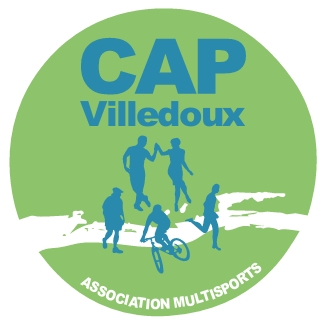 CAP
Villedoux
ASSOCIATION MULTISPORTS